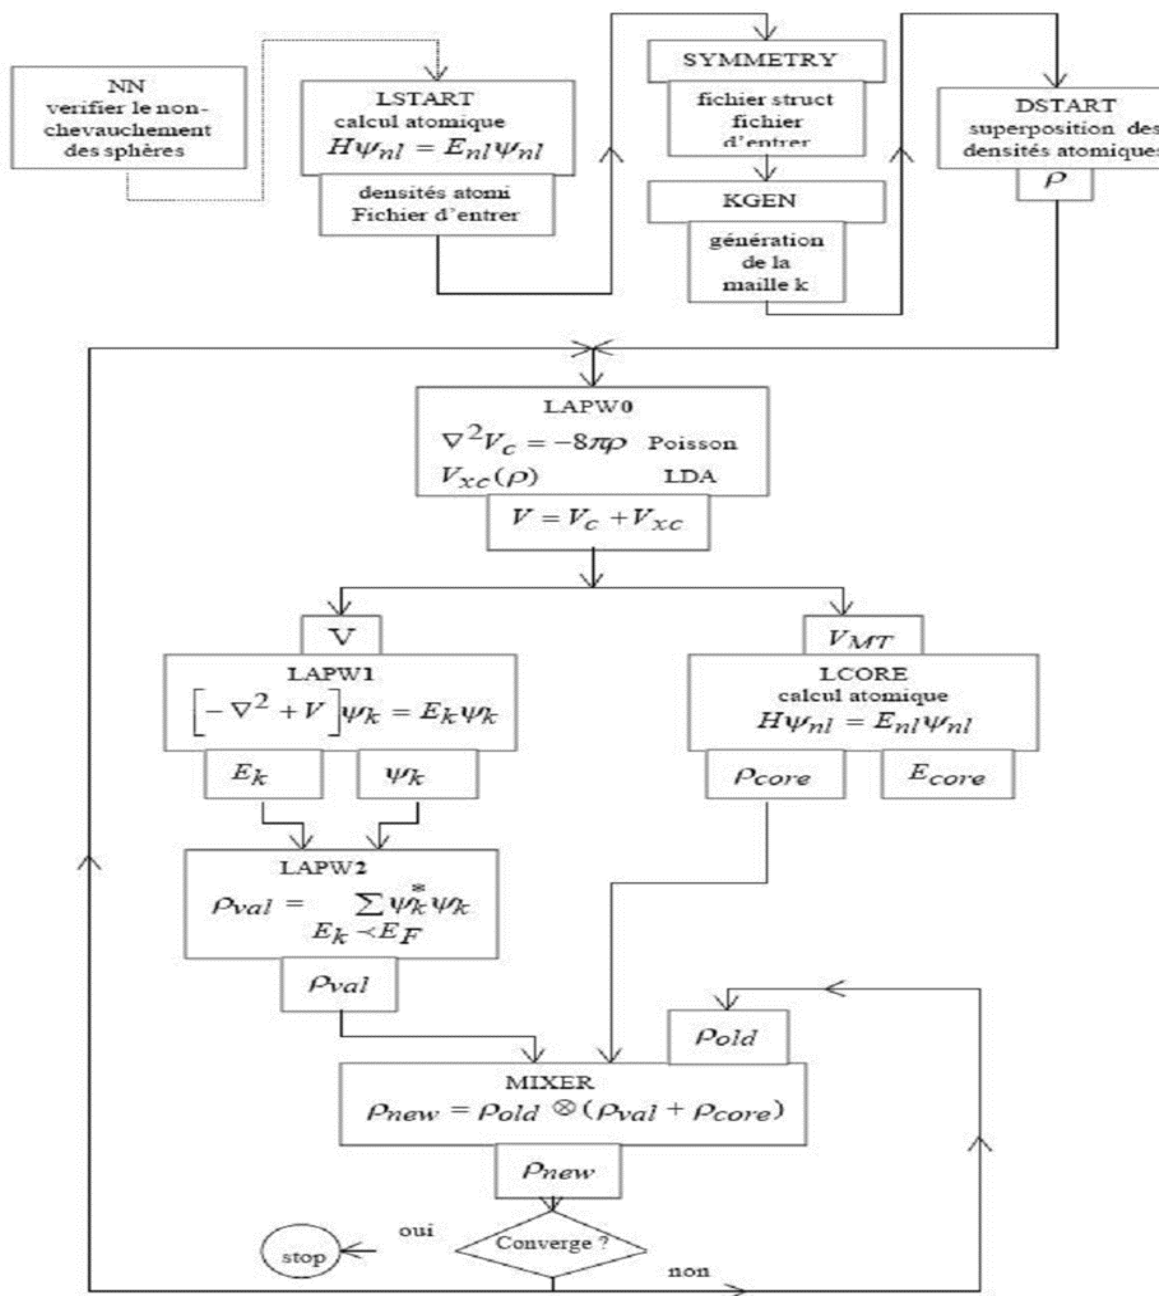 NN
verifier le non-
chevauchement
des sphères
LSTART
calcul atomique
Hψnl = Enlψnl
densités atomi
Fichier d'entrer
SYMMETRY
fichier struct
fichier
d'entrer
KGEN
génération
de la
maille k
DSTART
superposition des
densités atomiques
ρ
LAPW0
∇²Vc = −8πρ Poisson
Vxc(ρ) LDA
V = Vc + Vxc
V
LAPW1
[−∇² + V]ψk = Ekψk
Ek ψk
VMT
LCORE
calcul atomique
Hψnl = Enlψnl
ρcore Ecore
LAPW2
ρval = ∑ ψk*ψk
Ek ≺ EF
ρval
ρold
MIXER
ρnew = ρold ⊗ (ρval + ρcore)
ρnew
Converge ?
oui
stop
non